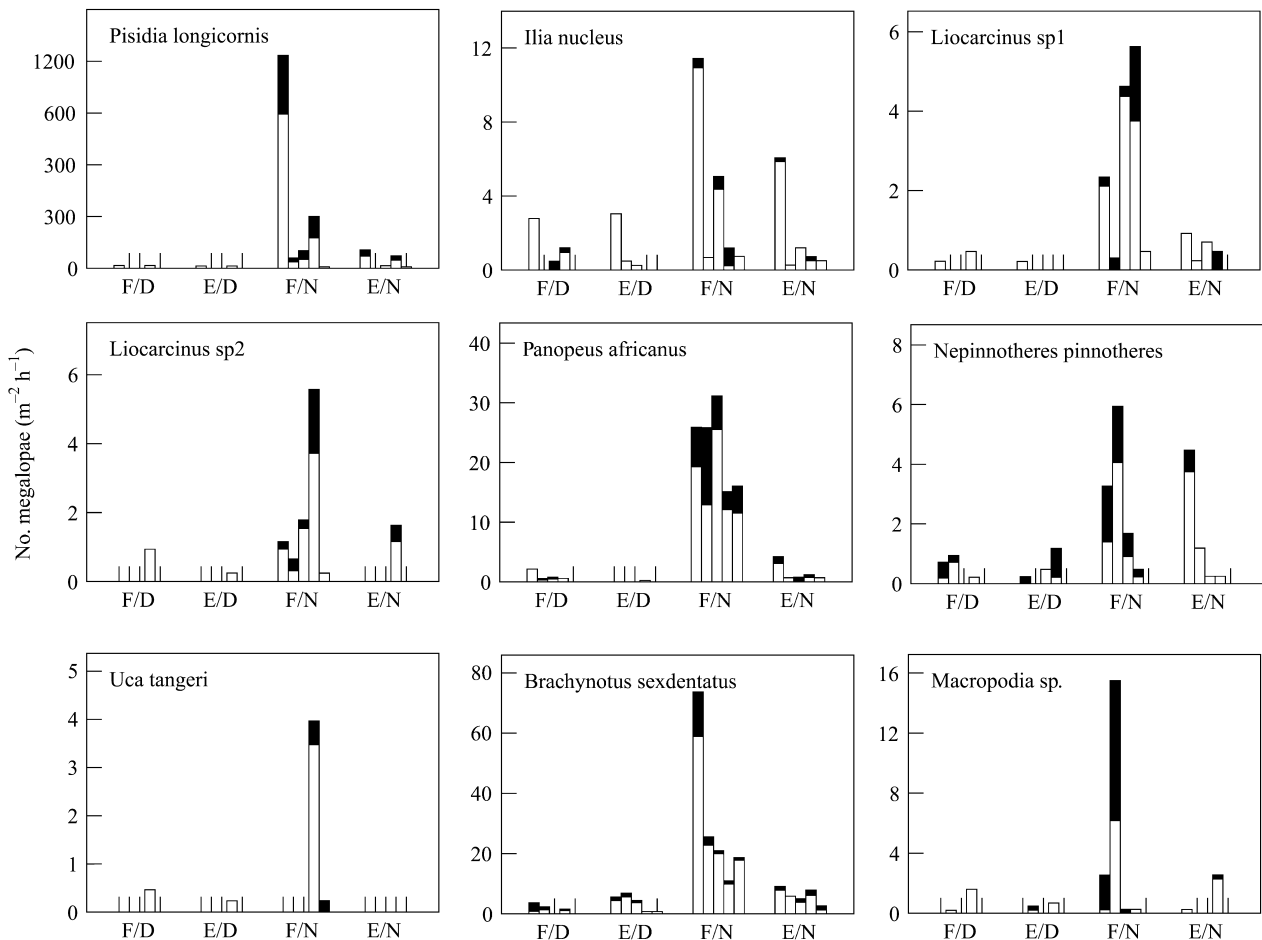 Pisidia longicornis
1200
600
300
300
0
F/D E/D F/N E/N
Ilia nucleus
12
8
4
0
F/D E/D F/N E/N
Liocarcinus sp1
6
4
2
0
F/D E/D F/N E/N
No. megalopae (m⁻² h⁻¹)
Liocarcinus sp2
6
4
2
0
F/D E/D F/N E/N
Panopeus africanus
40
30
20
10
0
F/D E/D F/N E/N
Nepinnotheres pinnotheres
8
6
4
2
0
F/D E/D F/N E/N
Uca tangeri
5
4
3
2
1
0
F/D E/D F/N E/N
Brachynotus sexdentatus
80
60
40
20
0
F/D E/D F/N E/N
Macropodia sp.
16
12
8
4
0
F/D E/D F/N E/N